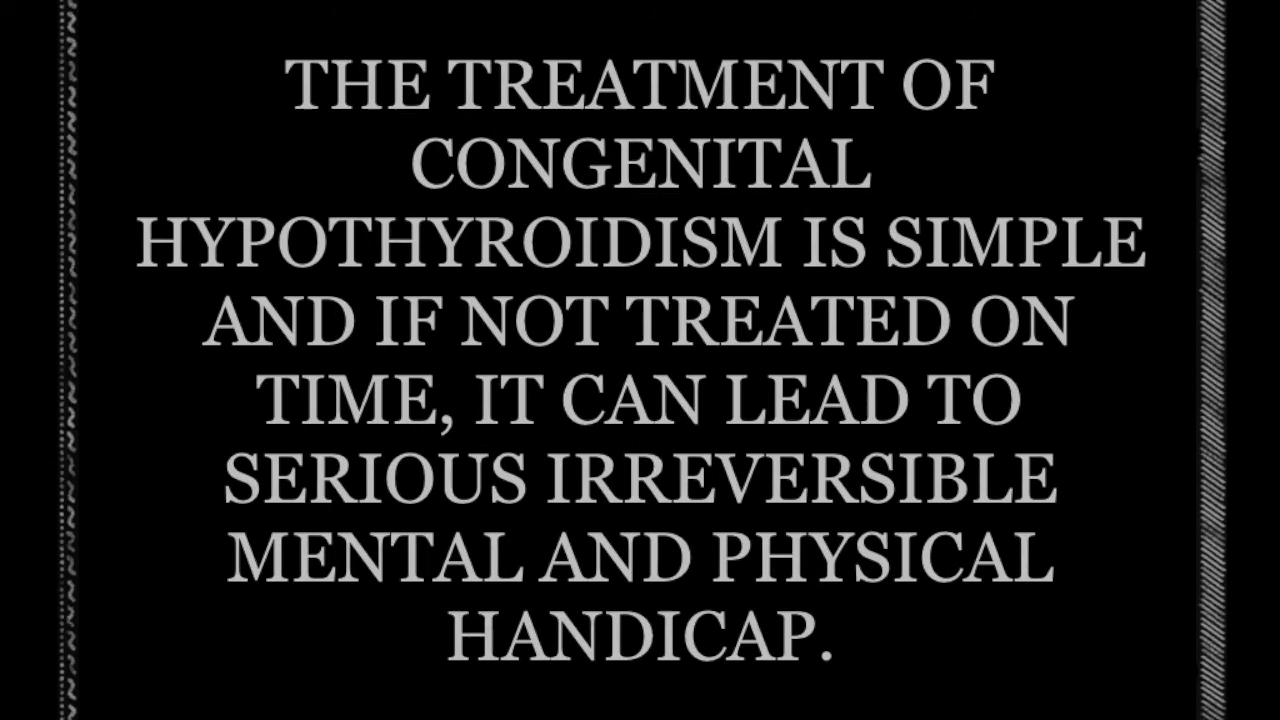 THE TREATMENT OF
CONGENITAL
HYPOTHYROIDISM IS SIMPLE
AND IF NOT TREATED ON
TIME, IT CAN LEAD TO
SERIOUS IRREVERSIBLE
MENTAL AND PHYSICAL
HANDICAP.